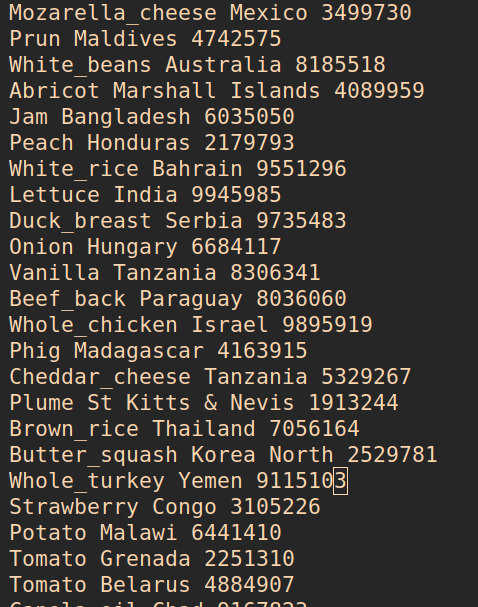 Mozarella_cheese Mexico 3499730
Prun Maldives 4742575
White_beans Australia 8185518
Abricot Marshall Islands 4089959
Jam Bangladesh 6035050
Peach Honduras 2179793
White_rice Bahrain 9551296
Lettuce India 9945985
Duck_breast Serbia 9735483
Onion Hungary 6684117
Vanilla Tanzania 8306341
Beef_back Paraguay 8036060
Whole_chicken Israel 9895919
Phig Madagascar 4163915
Cheddar_cheese Tanzania 5329267
Plume St Kitts & Nevis 1913244
Brown_rice Thailand 7056164
Butter_squash Korea North 2529781
Whole_turkey Yemen 9115103
Strawberry Congo 3105226
Potato Malawi 6441410
Tomato Grenada 2251310
Tomato Belarus 4884907